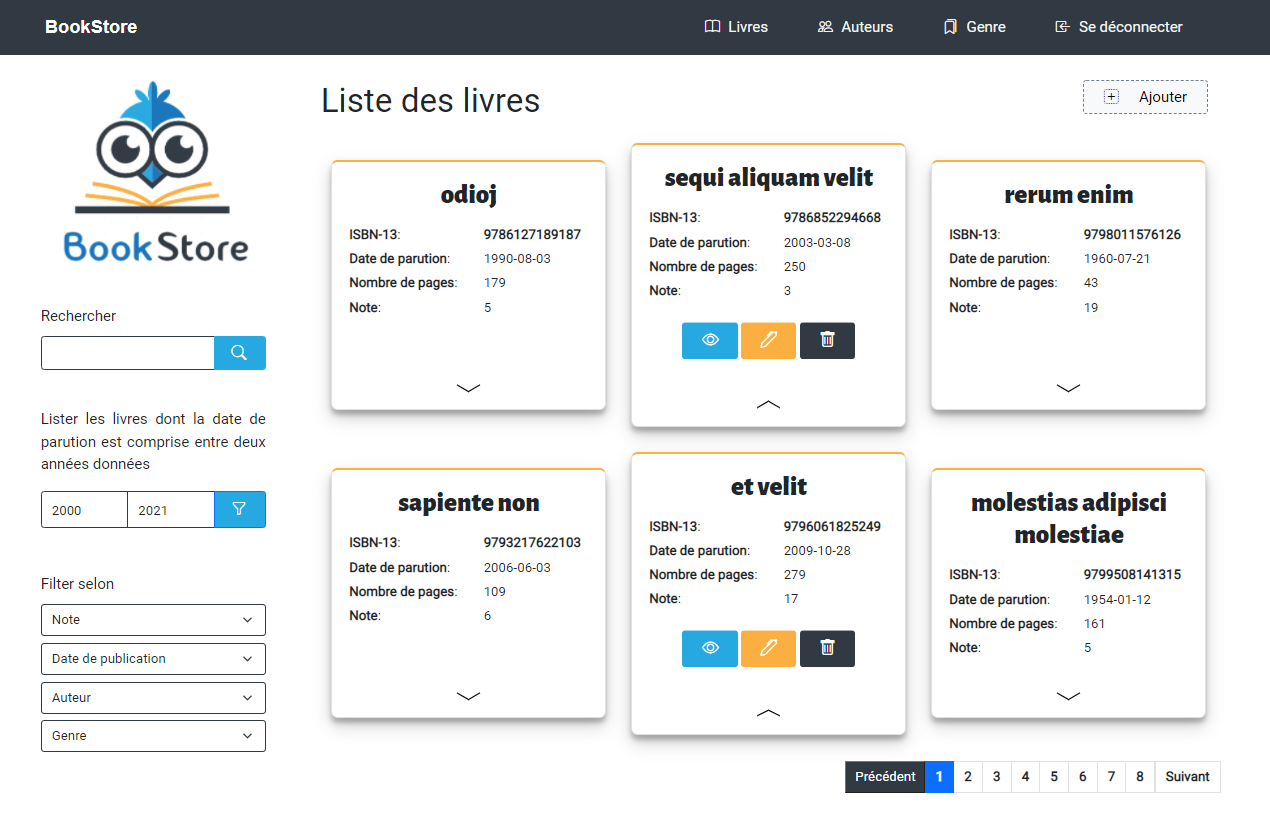 BookStore
Livres
Auteurs
Genre
Se déconnecter
BookStore
Rechercher
Lister les livres dont la date de
parution est comprise entre deux
années données
2000 2021
Filter selon
Note
Date de publication
Auteur
Genre
Liste des livres
Ajouter
odioj
ISBN-13: 9786127189187
Date de parution: 1990-08-03
Nombre de pages: 179
Note: 5
sequi aliquam velit
ISBN-13: 9786852294668
Date de parution: 2003-03-08
Nombre de pages: 250
Note: 3
rerum enim
ISBN-13: 9798011576126
Date de parution: 1960-07-21
Nombre de pages: 43
Note: 19
sapiente non
ISBN-13: 9793217622103
Date de parution: 2006-06-03
Nombre de pages: 109
Note: 6
et velit
ISBN-13: 9796061825249
Date de parution: 2009-10-28
Nombre de pages: 279
Note: 17
molestias adipisci
molestiae
ISBN-13: 9799508141315
Date de parution: 1954-01-12
Nombre de pages: 161
Note: 5
Précédent 1 2 3 4 5 6 7 8 Suivant